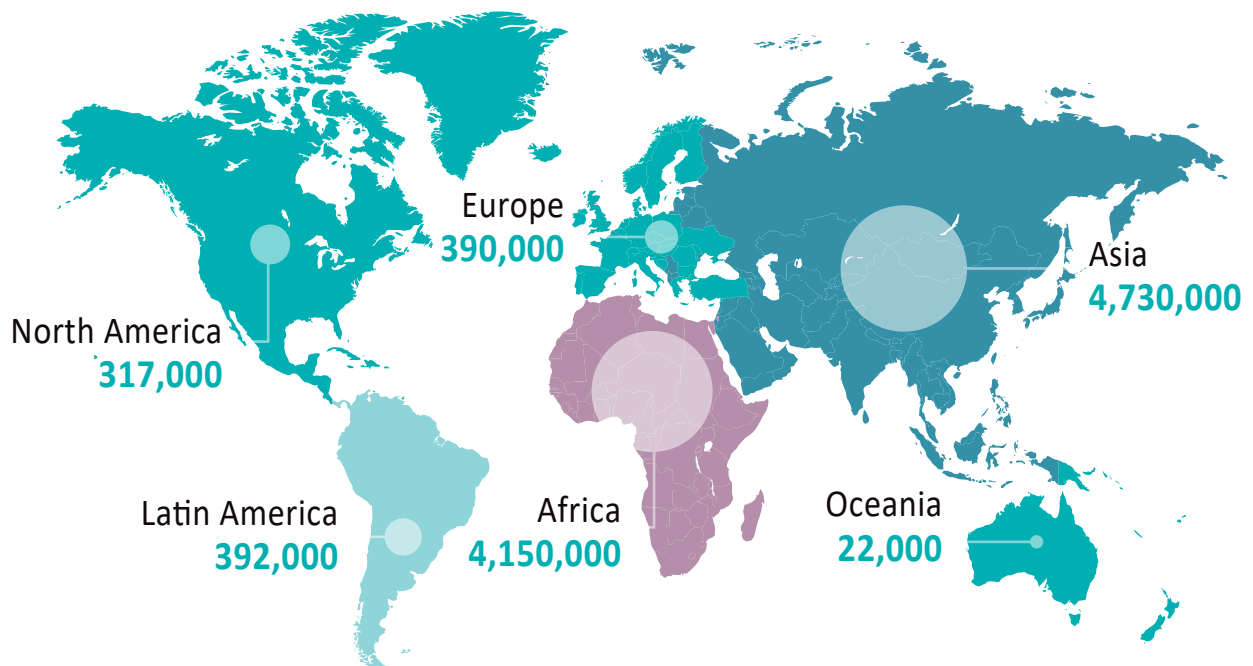 Europe
390,000
Asia
4,730,000
North America
317,000
Latin America
392,000
Africa
4,150,000
Oceania
22,000